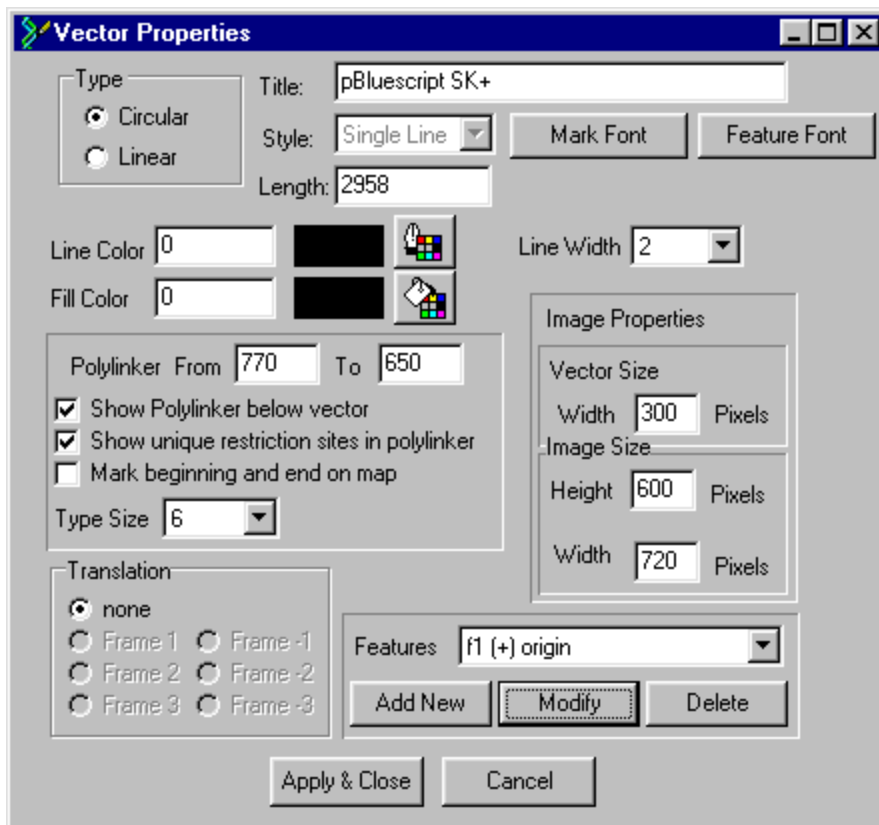 Vector Properties
Type
Circular
Linear
Title: pBluescript SK+
Style: Single Line
Mark Font
Feature Font
Length: 2958
Line Color 0
Line Width 2
Fill Color 0
Polylinker From 770 To 650
Show Polylinker below vector
Show unique restriction sites in polylinker
Mark beginning and end on map
Type Size 6
Image Properties
Vector Size
Width 300 Pixels
Image Size
Height 600 Pixels
Width 720 Pixels
Translation
none
Frame 1 Frame -1
Frame 2 Frame -2
Frame 3 Frame -3
Features f1 (+) origin
Add New Modify Delete
Apply & Close Cancel